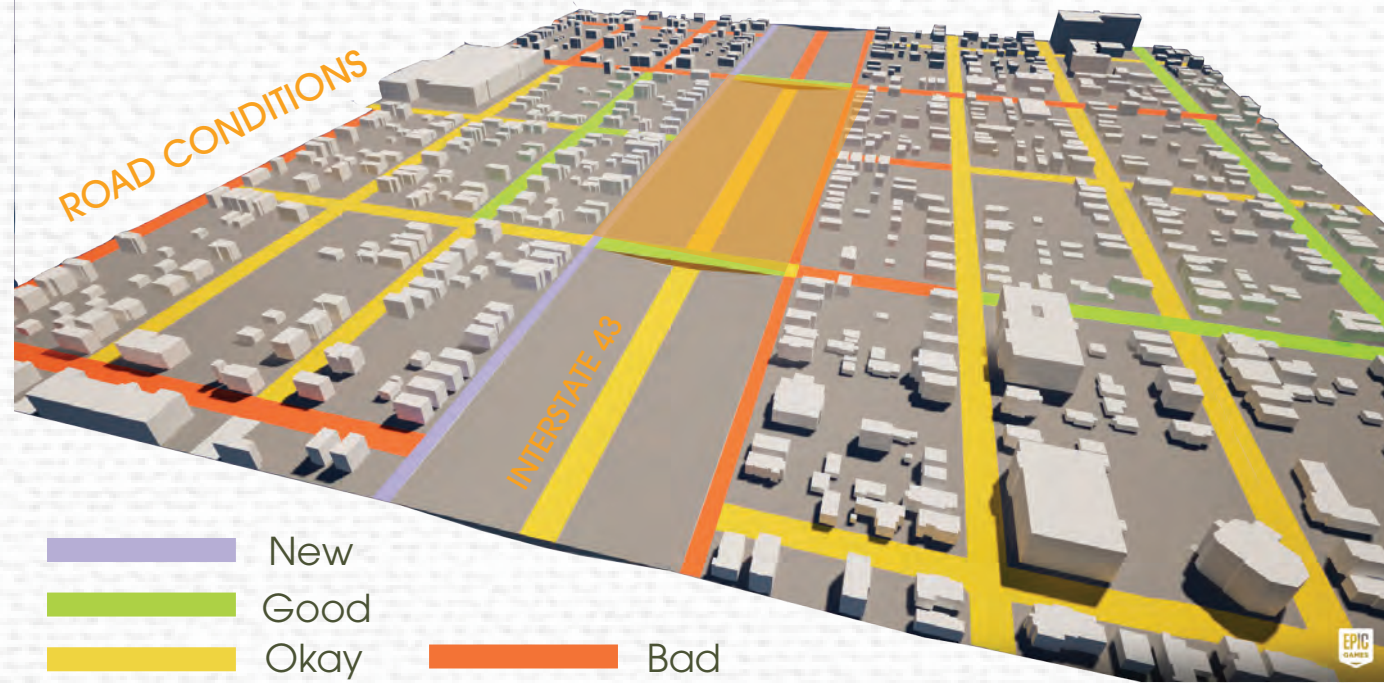 ROAD CONDITIONS
INTERSTATE 43
New
Good
Okay
Bad
EPIC
GAMES